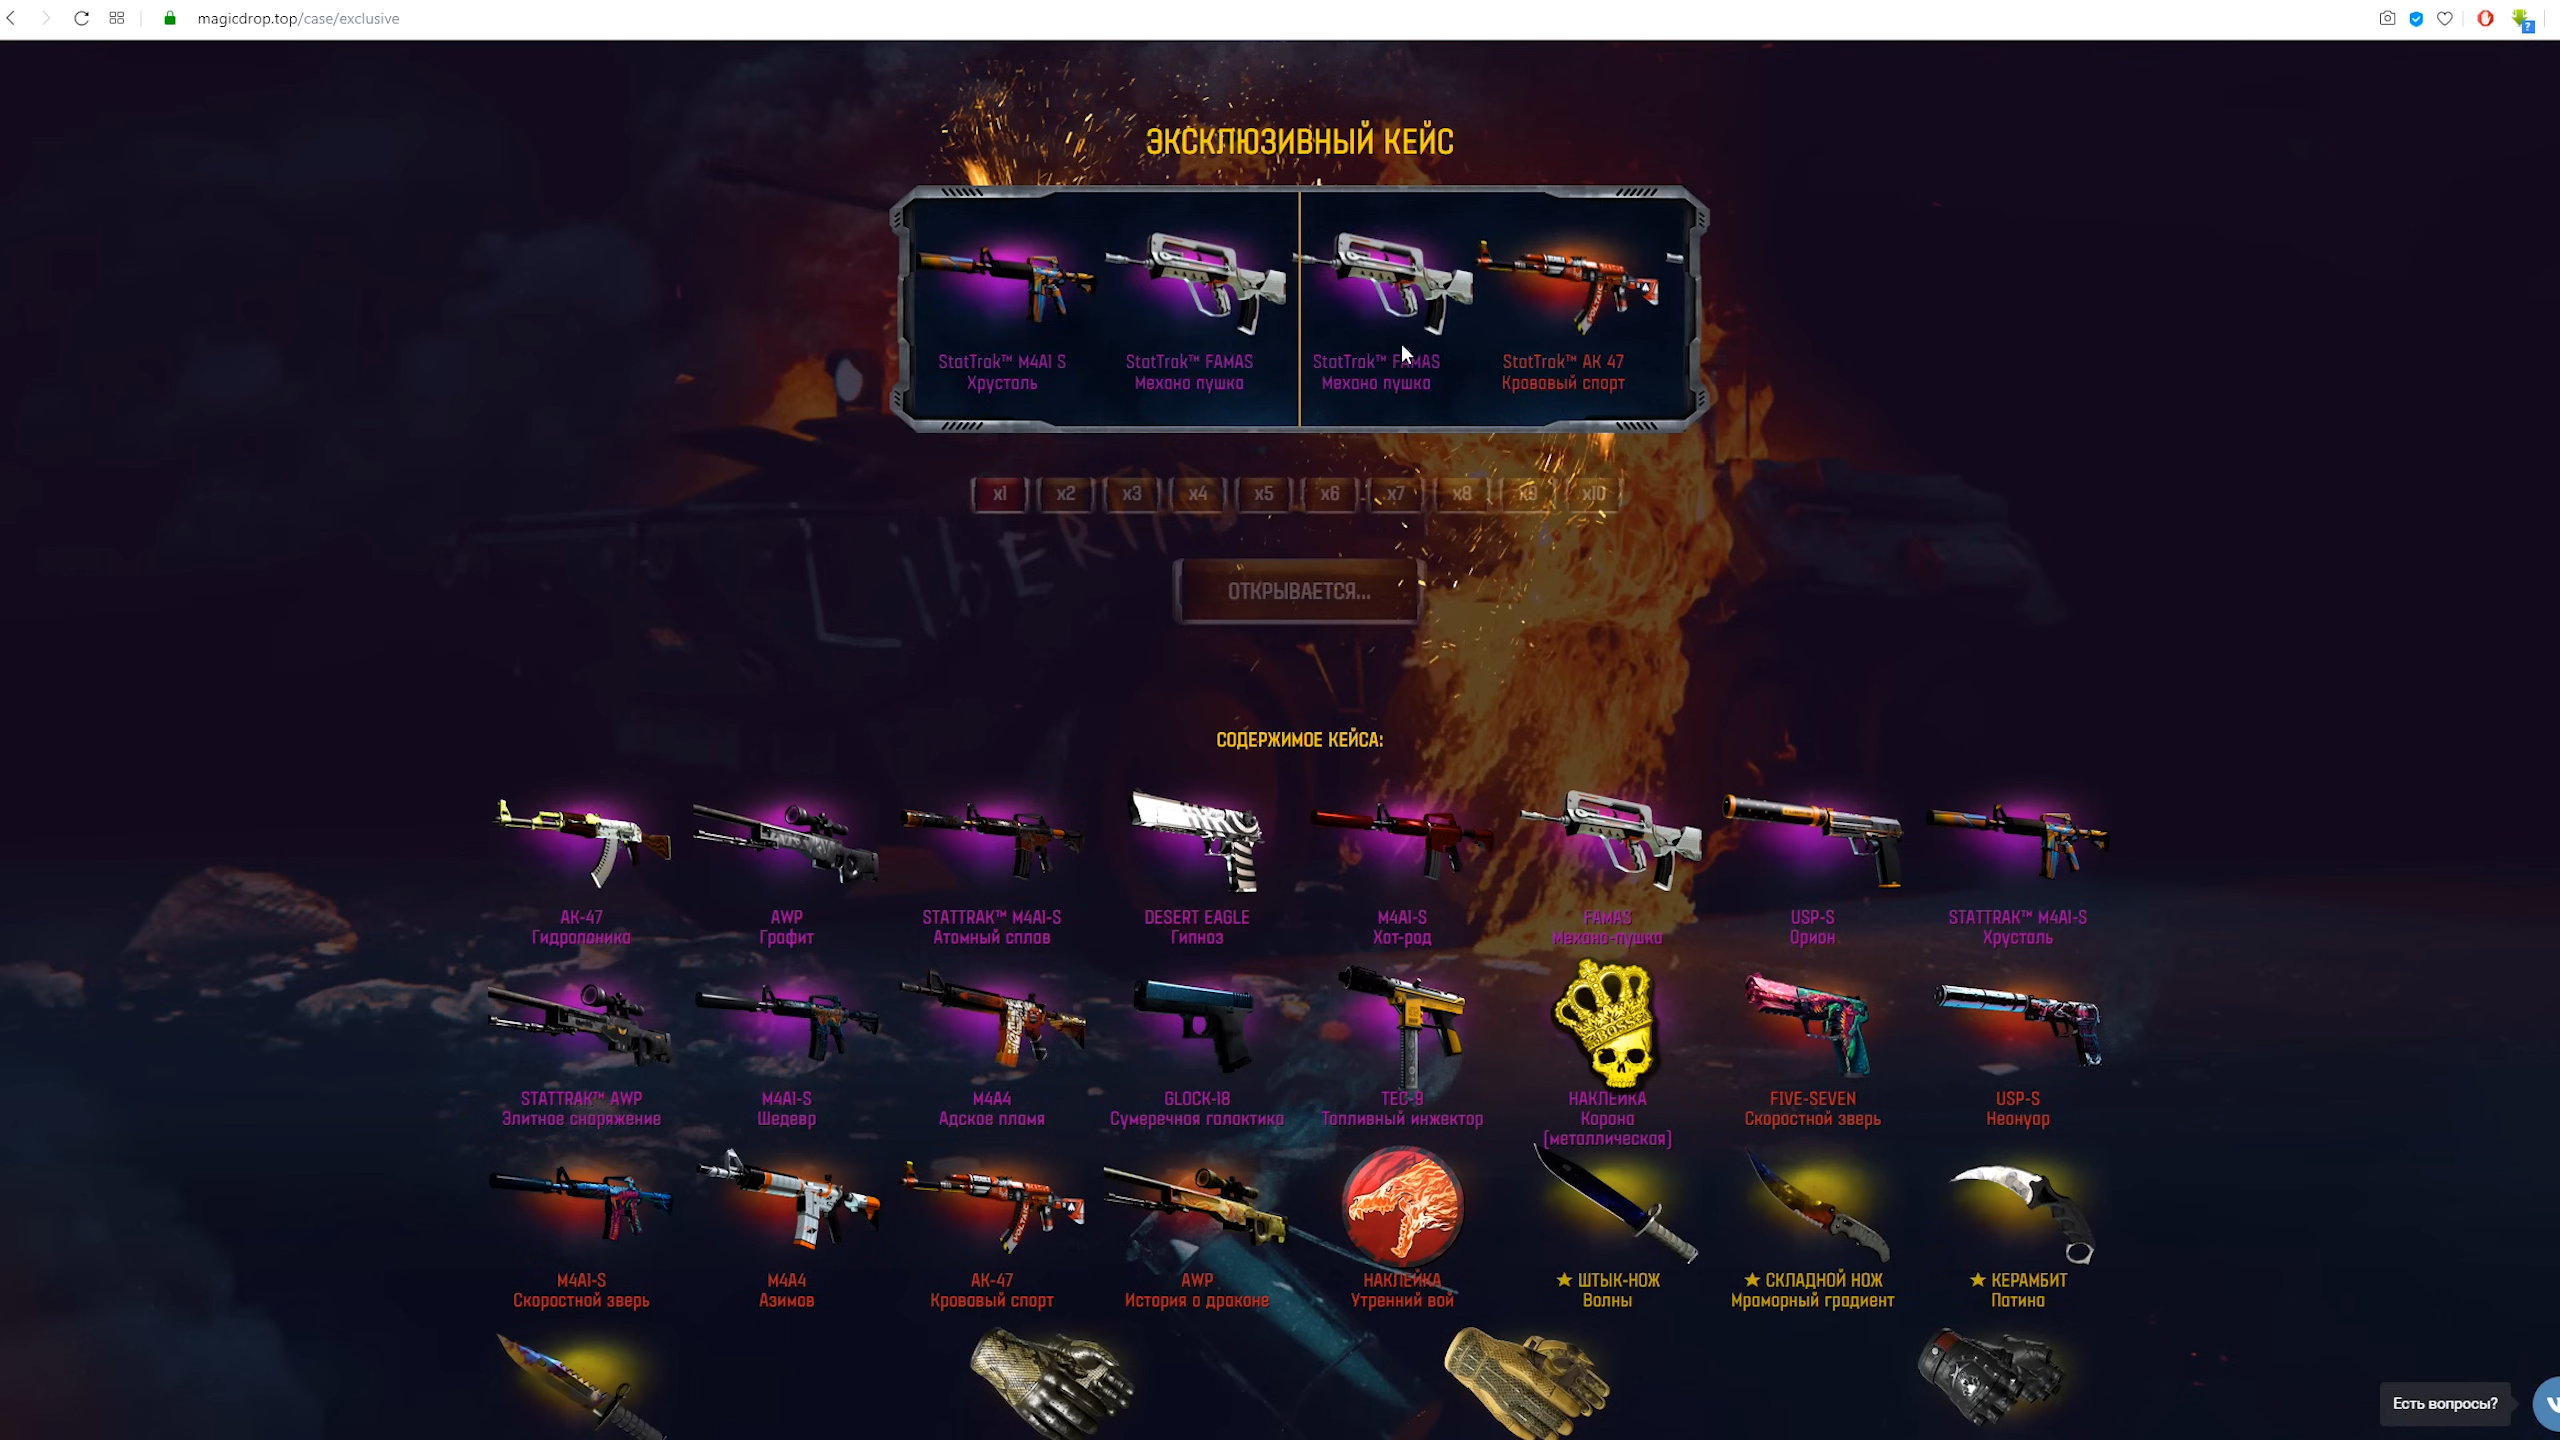 magicdrop.top/case/exclusive
ЭКСКЛЮЗИВНЫЙ КЕЙС
StatTrak™ M4A1 S
Хрусталь
StatTrak™ FAMAS
Механо пушка
StatTrak™ FAMAS
Механо пушка
StatTrak™ AK 47
Кровавый спорт
x1 x2 x3 x4 x5 x6 x7 x8 x9 x10
LIBERTAD
ОТКРЫВАЕТСЯ...
СОДЕРЖИМОЕ КЕЙСА:
AK-47
Гидропоника
AWP
Графит
STATTRAK™ M4A1-S
Атомный сплав
DESERT EAGLE
Гипноз
M4A1-S
Хот-род
FAMAS
Механо-пушка
USP-S
Орион
STATTRAK™ M4A1-S
Хрусталь
STATTRAK™ AWP
Элитное снаряжение
M4A1-S
Шедевр
M4A4
Адское пламя
GLOCK-18
Сумеречная галактика
TEC-9
Топливный инжектор
BOSS
НАКЛЕЙКА
Корона
(металлическая)
FIVE-SEVEN
Скоростной зверь
USP-S
Неонуар
VOLTAIC
M4A1-S
Скоростной зверь
M4A4
Азимов
AK-47
Кровавый спорт
AWP
История о драконе
НАКЛЕЙКА
Утренний вой
★ ШТЫК-НОЖ
Волны
★ СКЛАДНОЙ НОЖ
Мраморный градиент
★ КЕРАМБИТ
Патина
Есть вопросы?